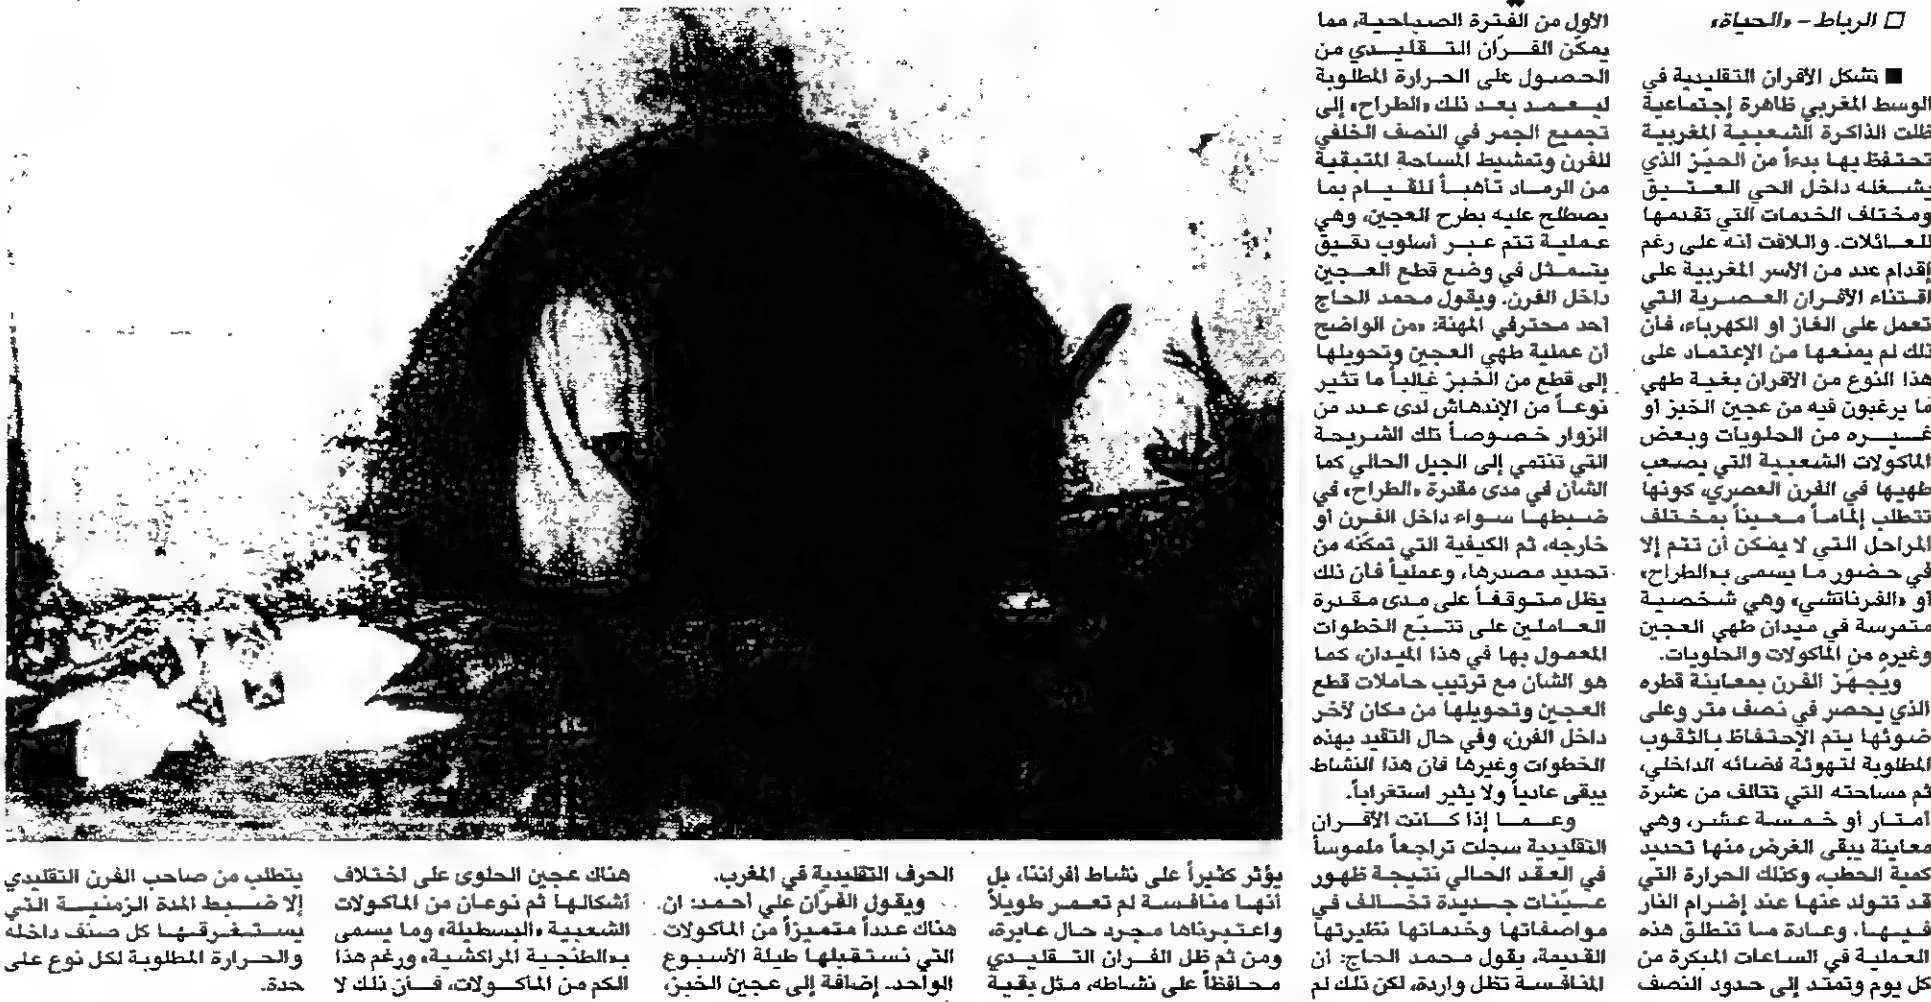 □ الرباط – «الحياة»
■ تشكل الأفران التقليدية في
الوسط المغربي ظاهرة إجتماعية
ظلت الذاكرة الشعبية المغربية
تحتفظ بها بدءاً من الحيّز الذي
يشغله داخل الحي العتيق
ومختلف الخدمات التي تقدمها
للعائلات. واللافت أنه على رغم
إقدام عدد من الأسر المغربية على
اقتناء الأفران العصرية التي
تعمل على الغاز أو الكهرباء، فأن
ذلك لم يمنعها من الإعتماد على
هذا النوع من الأفران بغية طهي
ما يرغبون فيه من عجين الخبز أو
غيره من الحلويات وبعض
المأكولات الشعبية التي يصعب
طهيها في الفرن العصري، كونها
تتطلب إلماماً معيناً بمختلف
المراحل التي لا يمكن أن تتم إلا
في حضور ما يسمى بـ«الطراح»
أو «الفرناتشي» وهي شخصية
متمرسة في ميدان طهي العجين
وغيره من المأكولات والحلويات.
ويجهّز الفرن بمعاينة قطره
الذي يحصر في نصف متر وعلى
ضوئها يتم الإحتفاظ بالثقوب
المطلوبة لتهوئة فضائه الداخلي،
ثم مساحته التي تتالف من عشرة
أمتار أو خمسة عشر، وهي
معاينة يبقى الغرض منها تحديد
كمية الحطب، وكذلك الحرارة التي
قد تتولد عنها عند إضرام النار
فيها. وعادة ما تنطلق هذه
العملية في الساعات المبكرة من
كل يوم وتمتد إلى حدود النصف
الأول من الفترة الصباحية، مما
يمكّن الفرّان التقليدي من
الحصول على الحرارة المطلوبة
ليعمد بعد ذلك «الطراح» إلى
تجميع الجمر في النصف الخلفي
للفرن وتمشيط المساحة المتبقية
من الرماد تأهباً للقيام بما
يصطلح عليه بطرح العجين، وهي
عملية تتم عبر أسلوب دقيق
يتمثل في وضع قطع العجين
داخل الفرن. ويقول محمد الحاج
أحد محترفي المهنة: «من الواضح
أن عملية طهي العجين وتحويلها
إلى قطع من الخبز غالباً ما تثير
نوعاً من الإندهاش لدى عدد من
الزوار خصوصاً تلك الشريحة
التي تنتمي إلى الجيل الحالي كما
الشأن في مدى مقدرة «الطراح» في
ضبطها سواء داخل الفرن أو
خارجه، ثم الكيفية التي تمكّنه من
تحديد مصدرها، وعملياً فأن ذلك
يظل متوقفاً على مدى مقدرة
العاملين على تتبّع الخطوات
المعمول بها في هذا الميدان، كما
هو الشأن مع ترتيب حاملات قطع
العجين وتحويلها من مكان لآخر
داخل الفرن، وفي حال التقيد بهذه
الخطوات وغيرها فان هذا النشاط
يبقى عادياً ولا يثير استغراباً.
وعما إذا كانت الأفران
التقليدية سجلت تراجعاً ملموساً
في العقد الحالي نتيجة ظهور
عيّنات جديدة تخالف في
مواصفاتها وخدماتها نظيرتها
القديمة، يقول محمد الحاج: أن
المنافسة تظل واردة، لكن ذلك لم
يؤثر كثيراً على نشاط أفراننا، بل
أنها منافسة لم تعمر طويلاً
واعتبرناها مجرد حال عابرة،
ومن ثم ظل الفران التقليدي
محافظاً على نشاطه، مثل بقية
الحرف التقليدية في المغرب.
ويقول الفرّان علي أحمد: ان
هناك عدداً متميزاً من المأكولات
التي نستقبلها طيلة الأسبوع
الواحد. إضافة إلى عجين الخبز،
هناك عجين الحلوى على اختلاف
أشكالها ثم نوعان من المأكولات
الشعبية «البسطيلة» وما يسمى
بـ«الطنجية المراكشية» ورغم هذا
الكم من المأكولات، فأن ذلك لا
يتطلب من صاحب الفرن التقليدي
إلا ضبط المدة الزمنية التي
يستغرقها كل صنف داخله
والحرارة المطلوبة لكل نوع على
حدة.